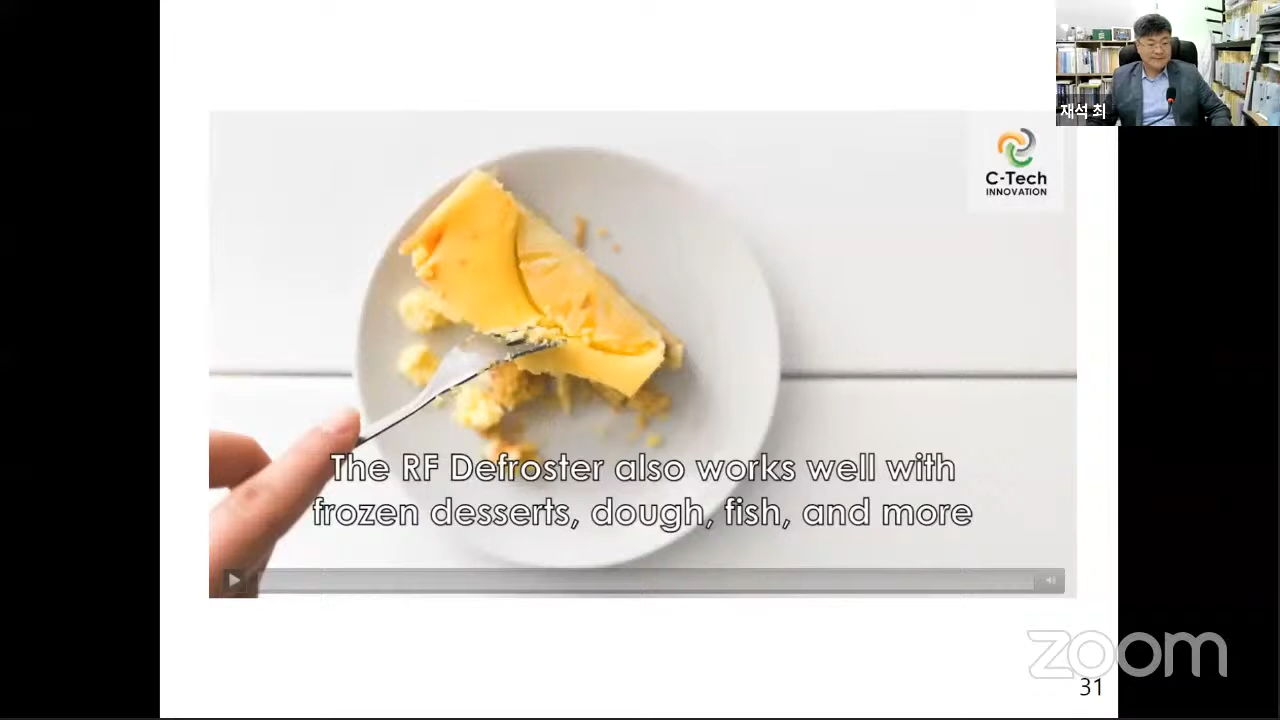 재석 최
C-Tech
INNOVATION
The RF Defroster also works well with
frozen desserts, dough, fish, and more
zoom
31